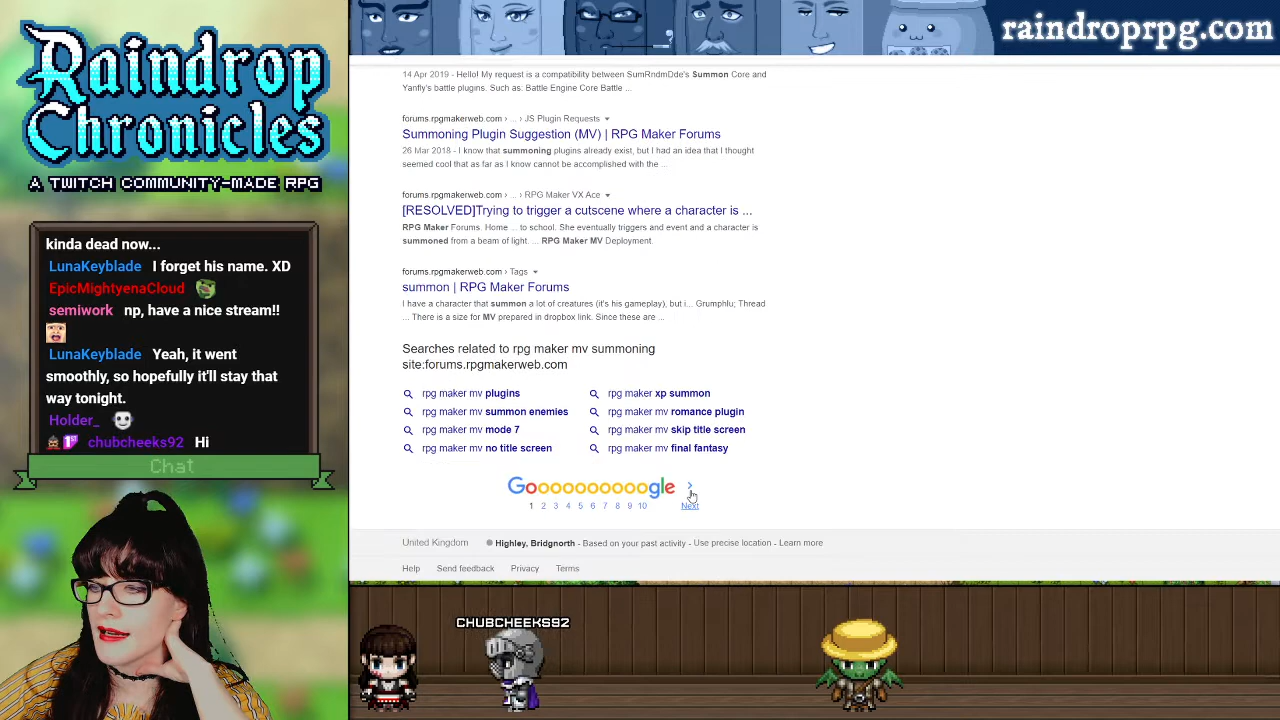 Raindrop
Chronicles
A TWITCH COMMUNITY-MADE RPG
kinda dead now...
LunaKeyblade I forget his name. XD
EpicMightyenaCloud
semiwork np, have a nice stream!!
LunaKeyblade Yeah, it went
smoothly, so hopefully it'll stay that
way tonight.
Holder_
chubcheeks92 Hi
Chat
raindroprpg.com
14 Apr 2019 - Hello! My request is a compatibility between SumRndmDde's Summon Core and
Yanfly's battle plugins. Such as: Battle Engine Core Battle ...
forums.rpgmakerweb.com › ... › JS Plugin Requests
Summoning Plugin Suggestion (MV) | RPG Maker Forums
26 Mar 2018 - I know that summoning plugins already exist, but I had an idea that I thought
seemed cool that as far as I know cannot be accomplished with the ...
forums.rpgmakerweb.com › ... › RPG Maker VX Ace
[RESOLVED]Trying to trigger a cutscene where a character is ...
RPG Maker Forums. Home ... to school. She eventually triggers and event and a character is
summoned from a beam of light. ... RPG Maker MV Deployment.
forums.rpgmakerweb.com › Tags
summon | RPG Maker Forums
I have a character that summon a lot of creatures (it's his gameplay), but i... Grumphlu; Thread
... There is a size for MV prepared in dropbox link. Since these are ...
Searches related to rpg maker mv summoning
site:forums.rpgmakerweb.com
rpg maker mv plugins
rpg maker xp summon
rpg maker mv summon enemies
rpg maker mv romance plugin
rpg maker mv mode 7
rpg maker mv skip title screen
rpg maker mv no title screen
rpg maker mv final fantasy
Goooooooooogle >
1 2 3 4 5 6 7 8 9 10 Next
United Kingdom Highley, Bridgnorth - Based on your past activity - Use precise location - Learn more
Help Send feedback Privacy Terms
CHUBCHEEKS92